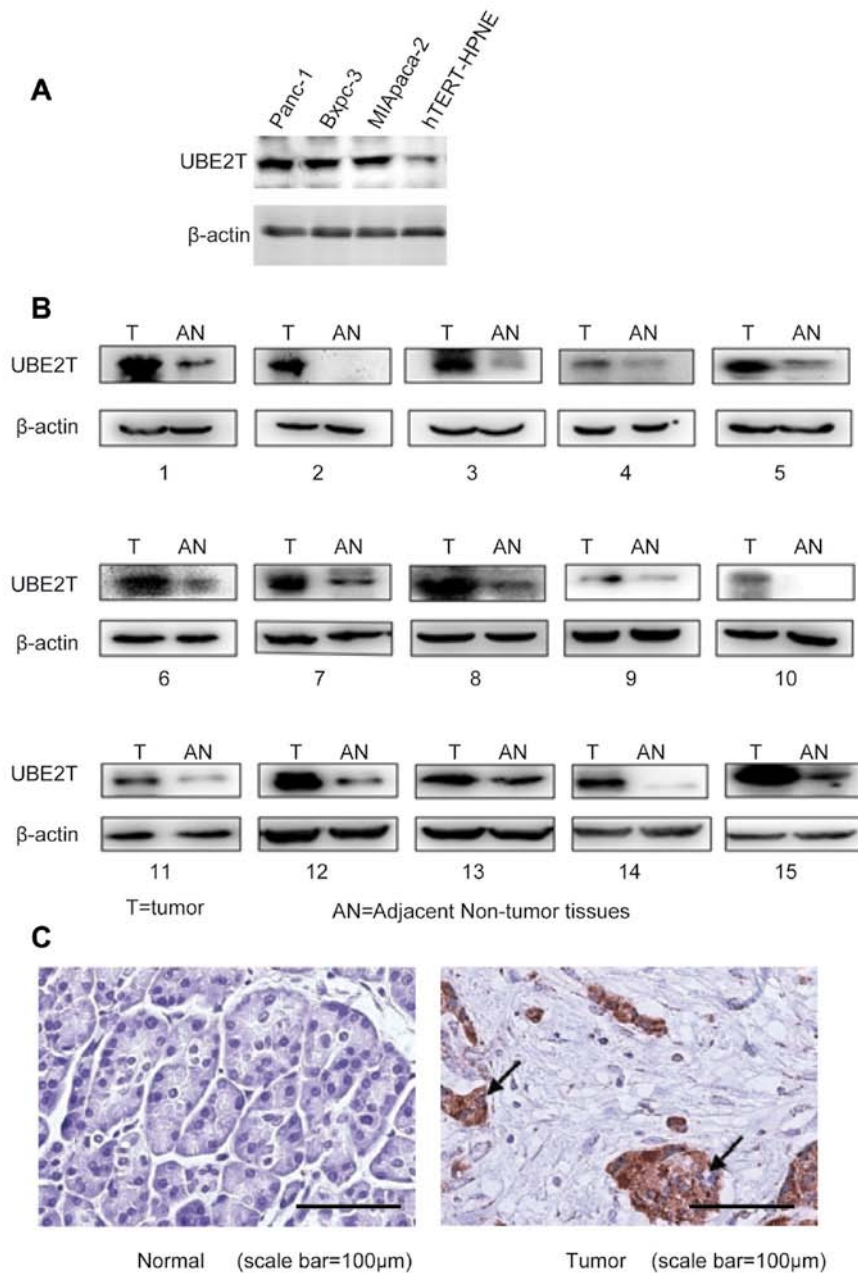 A
Panc-1 Bxpc-3 MIApaca-2 hTERT-HPNE
UBE2T
β-actin
B
T AN T AN T AN T AN T AN
UBE2T
β-actin
1 2 3 4 5
T AN T AN T AN T AN T AN
UBE2T
β-actin
6 7 8 9 10
T AN T AN T AN T AN T AN
UBE2T
β-actin
11 12 13 14 15
T=tumor AN=Adjacent Non-tumor tissues
C
Normal (scale bar=100μm) Tumor (scale bar=100μm)